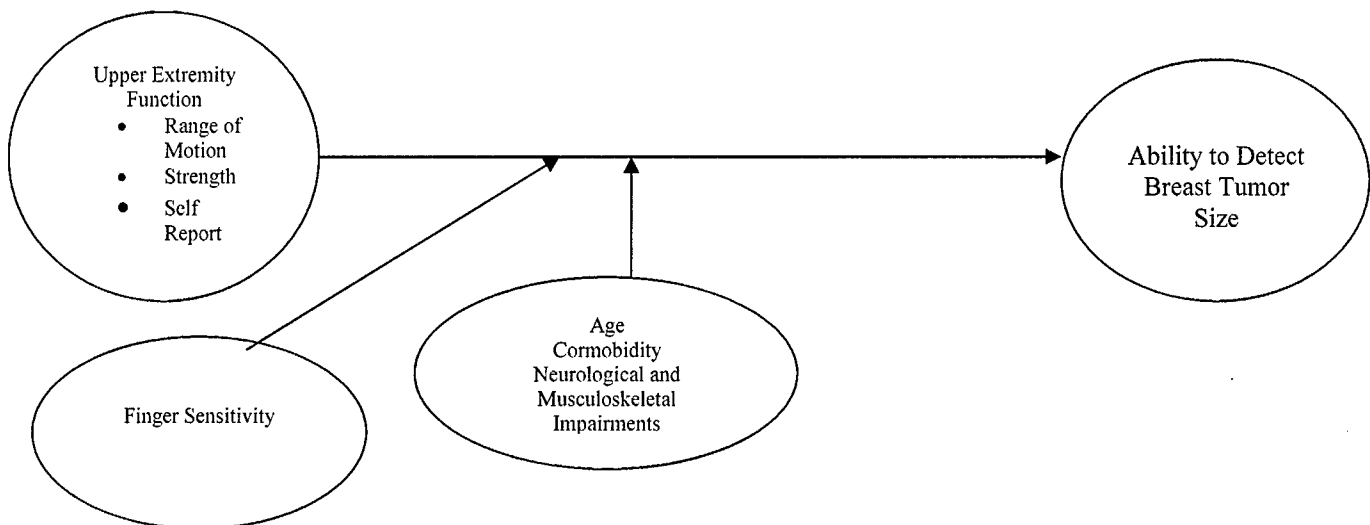 Upper Extremity
Function
• Range of
Motion
• Strength
• Self
Report
Ability to Detect
Breast Tumor
Size
Age
Cormobidity
Neurological and
Musculoskeletal
Impairments
Finger Sensitivity